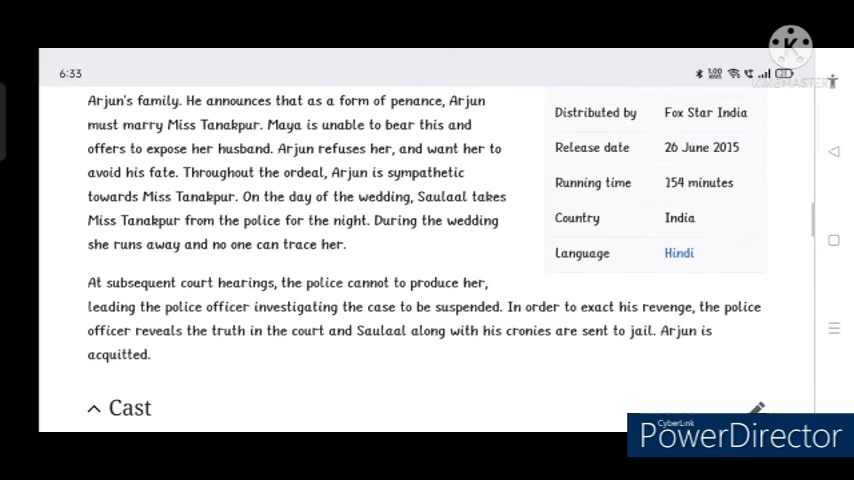 6:33
KINEMASTER
Arjun's family. He announces that as a form of penance, Arjun
must marry Miss Tanakpur. Maya is unable to bear this and
offers to expose her husband. Arjun refuses her, and want her to
avoid his fate. Throughout the ordeal, Arjun is sympathetic
towards Miss Tanakpur. On the day of the wedding, Saulaal takes
Miss Tanakpur from the police for the night. During the wedding
she runs away and no one can trace her.
Distributed by Fox Star India
Release date 26 June 2015
Running time 154 minutes
Country India
Language Hindi
At subsequent court hearings, the police cannot to produce her,
leading the police officer investigating the case to be suspended. In order to exact his revenge, the police
officer reveals the truth in the court and Saulaal along with his cronies are sent to jail. Arjun is
acquitted.
Cast
CyberLink
PowerDirector